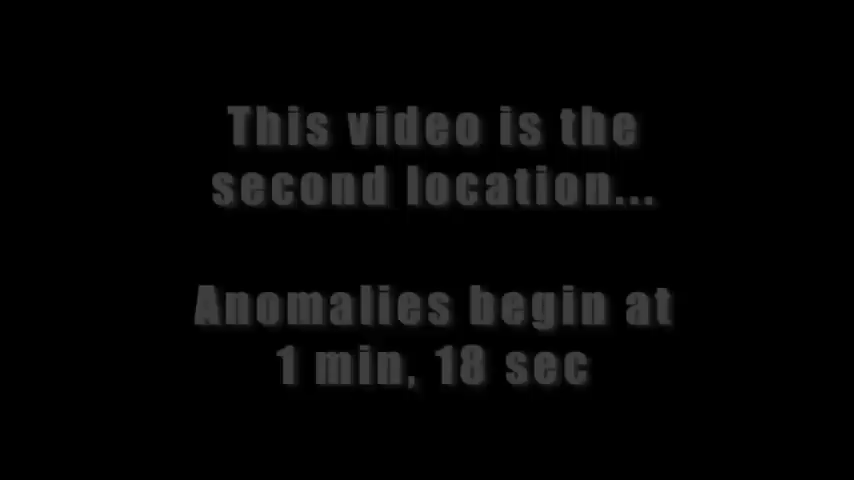 This video is the
second location...
Anomalies begin at
1 min, 18 sec